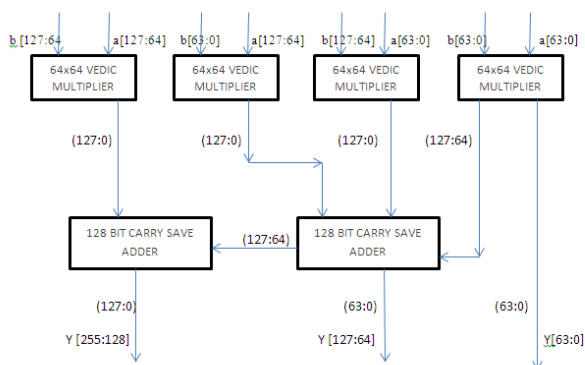 b [127:64 a[127:64] b[63:0] a[127:64] b[127:64] a[63:0] b[63:0] a[63:0]
64x64 VEDIC MULTIPLIER
64x64 VEDIC MULTIPLIER
64x64 VEDIC MULTIPLIER
64x64 VEDIC MULTIPLIER
(127:0) (127:0) (127:0) (127:64)
128 BIT CARRY SAVE ADDER
(127:64)
128 BIT CARRY SAVE ADDER
(127:0) (63:0) (63:0)
Y [255:128] Y [127:64] Y[63:0]